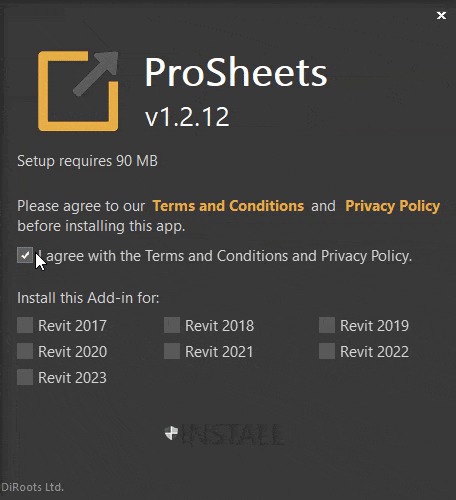 ProSheets
v1.2.12
Setup requires 90 MB
Please agree to our Terms and Conditions and Privacy Policy
before installing this app.
I agree with the Terms and Conditions and Privacy Policy.
Install this Add-in for:
Revit 2017 Revit 2018 Revit 2019
Revit 2020 Revit 2021 Revit 2022
Revit 2023
INSTALL
DiRoots Ltd.